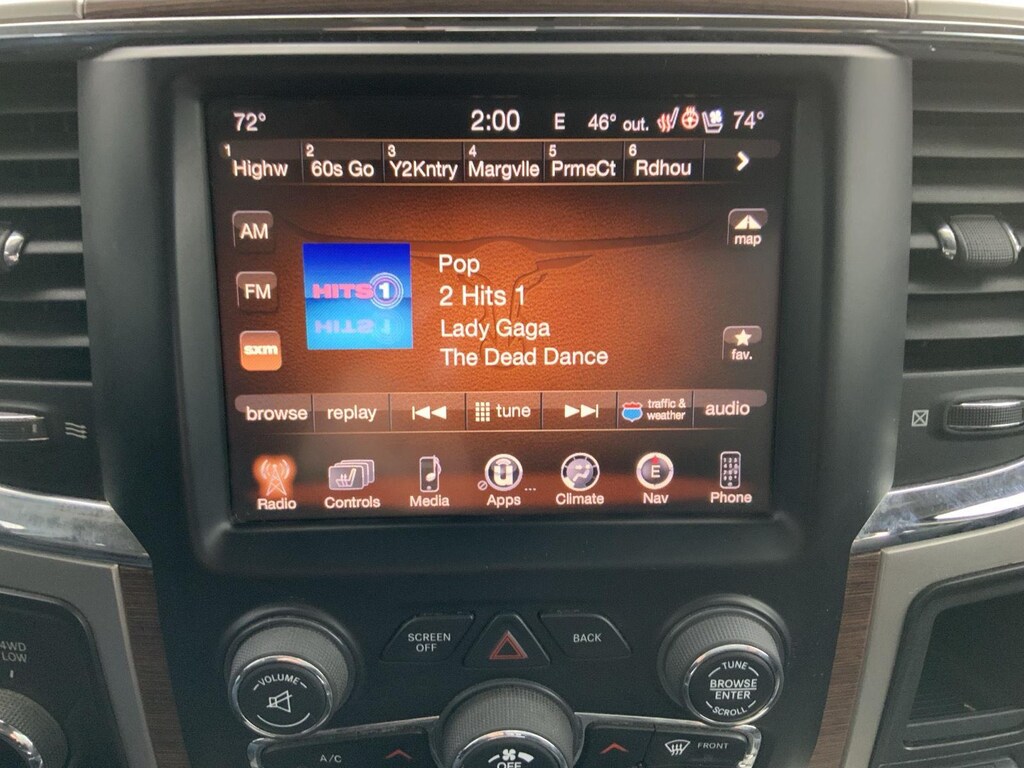 72° 2:00 E 46° out. 74°
1 Highw 2 60s Go 3 Y2Kntry 4 Margvlle 5 PrmeCt 6 Rdhou
AM
map
FM
HITS 1
Pop
2 Hits 1
Lady Gaga
The Dead Dance
sxm
fav.
browse replay tune traffic & weather audio
Radio Controls Media Apps ... Climate E Nav Phone
4WD
LOW
SCREEN
OFF
BACK
VOLUME
TUNE
BROWSE
ENTER
SCROLL
A/C
OFF
FRONT